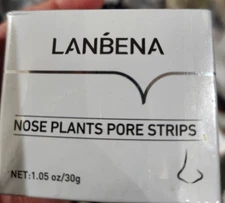 LANBENA
NOSE PLANTS PORE STRIPS
NET:1.05 oz/30g